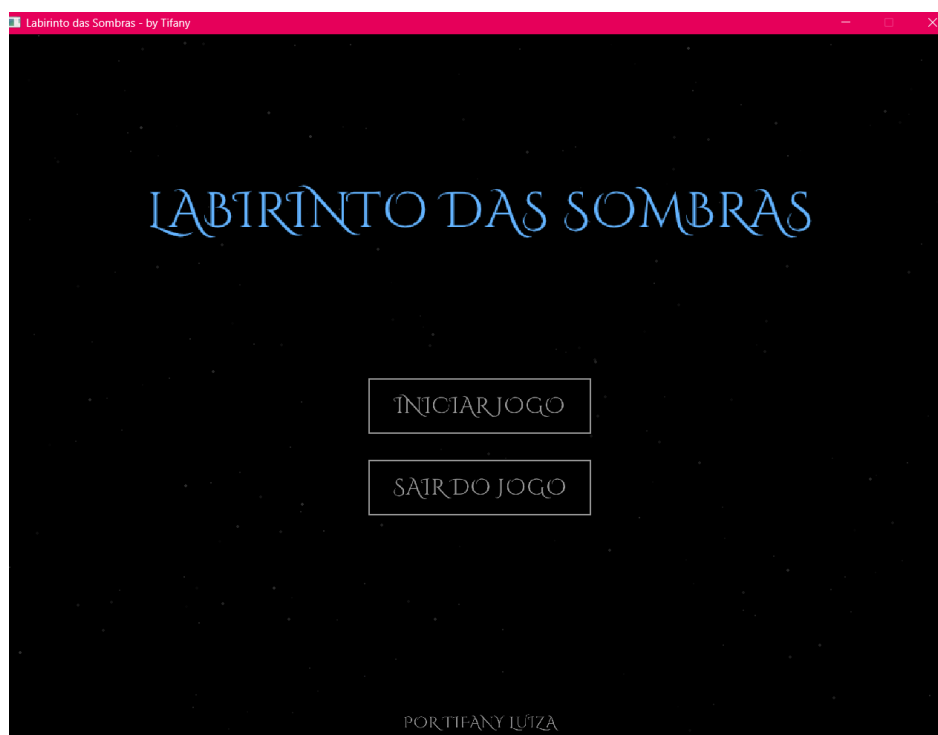 Labirinto das Sombras - by Tifany
LABIRINTO DAS SOMBRAS
INICIAR JOGO
SAIR DO JOGO
POR TIFANY LUIZA